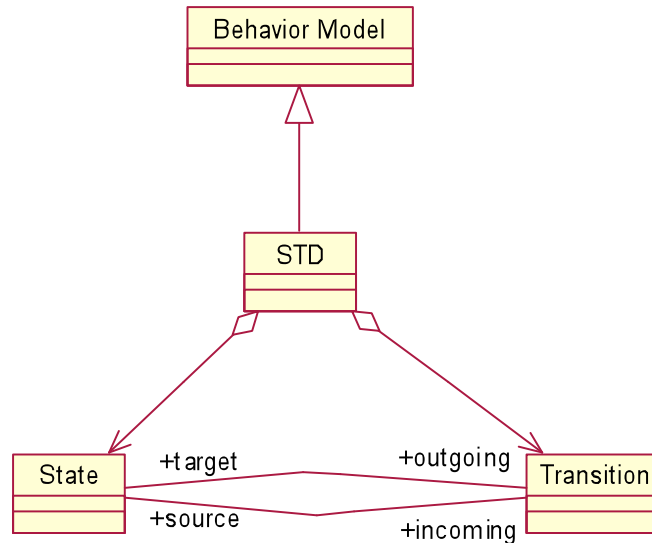 Behavior Model
STD
+target
+outgoing
State
Transition
+source
+incoming